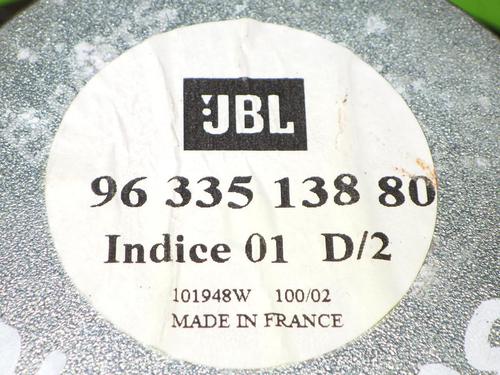 JBL
96 335 138 80
Indice 01 D/2
101948W 100/02
MADE IN FRANCE